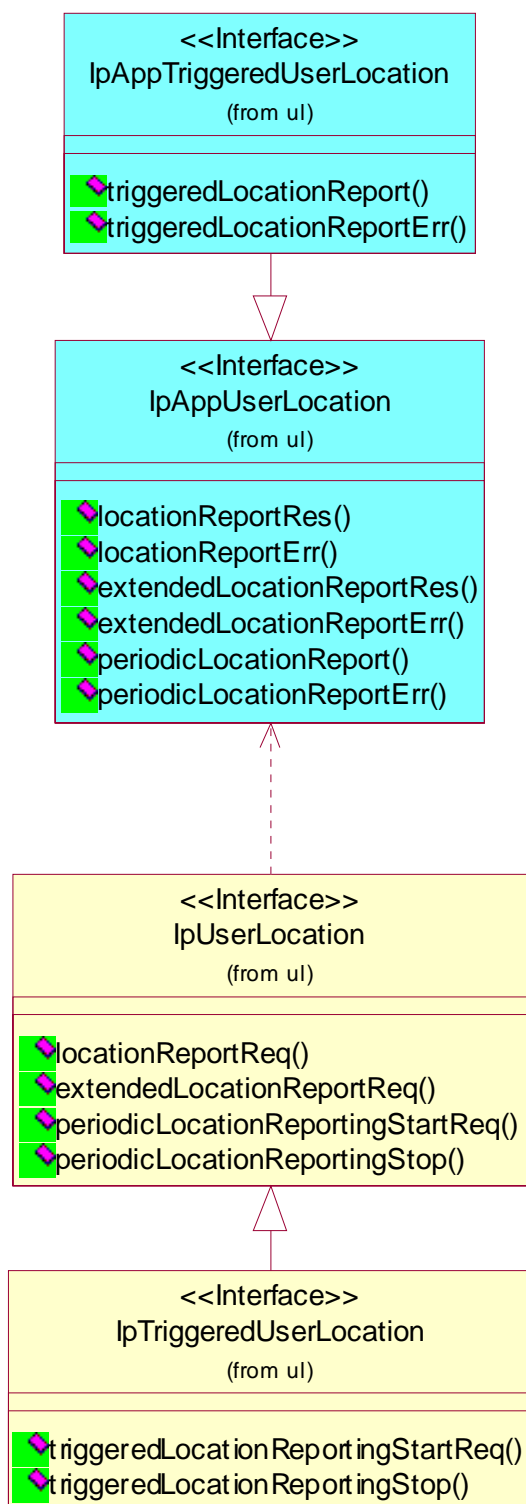 <<Interface>>
IpAppTriggeredUserLocation
(from ul)
triggeredLocationReport()
triggeredLocationReportErr()
<<Interface>>
IpAppUserLocation
(from ul)
locationReportRes()
locationReportErr()
extendedLocationReportRes()
extendedLocationReportErr()
periodicLocationReport()
periodicLocationReportErr()
<<Interface>>
IpUserLocation
(from ul)
locationReportReq()
extendedLocationReportReq()
periodicLocationReportingStartReq()
periodicLocationReportingStop()
<<Interface>>
IpTriggeredUserLocation
(from ul)
triggeredLocationReportingStartReq()
triggeredLocationReportingStop()